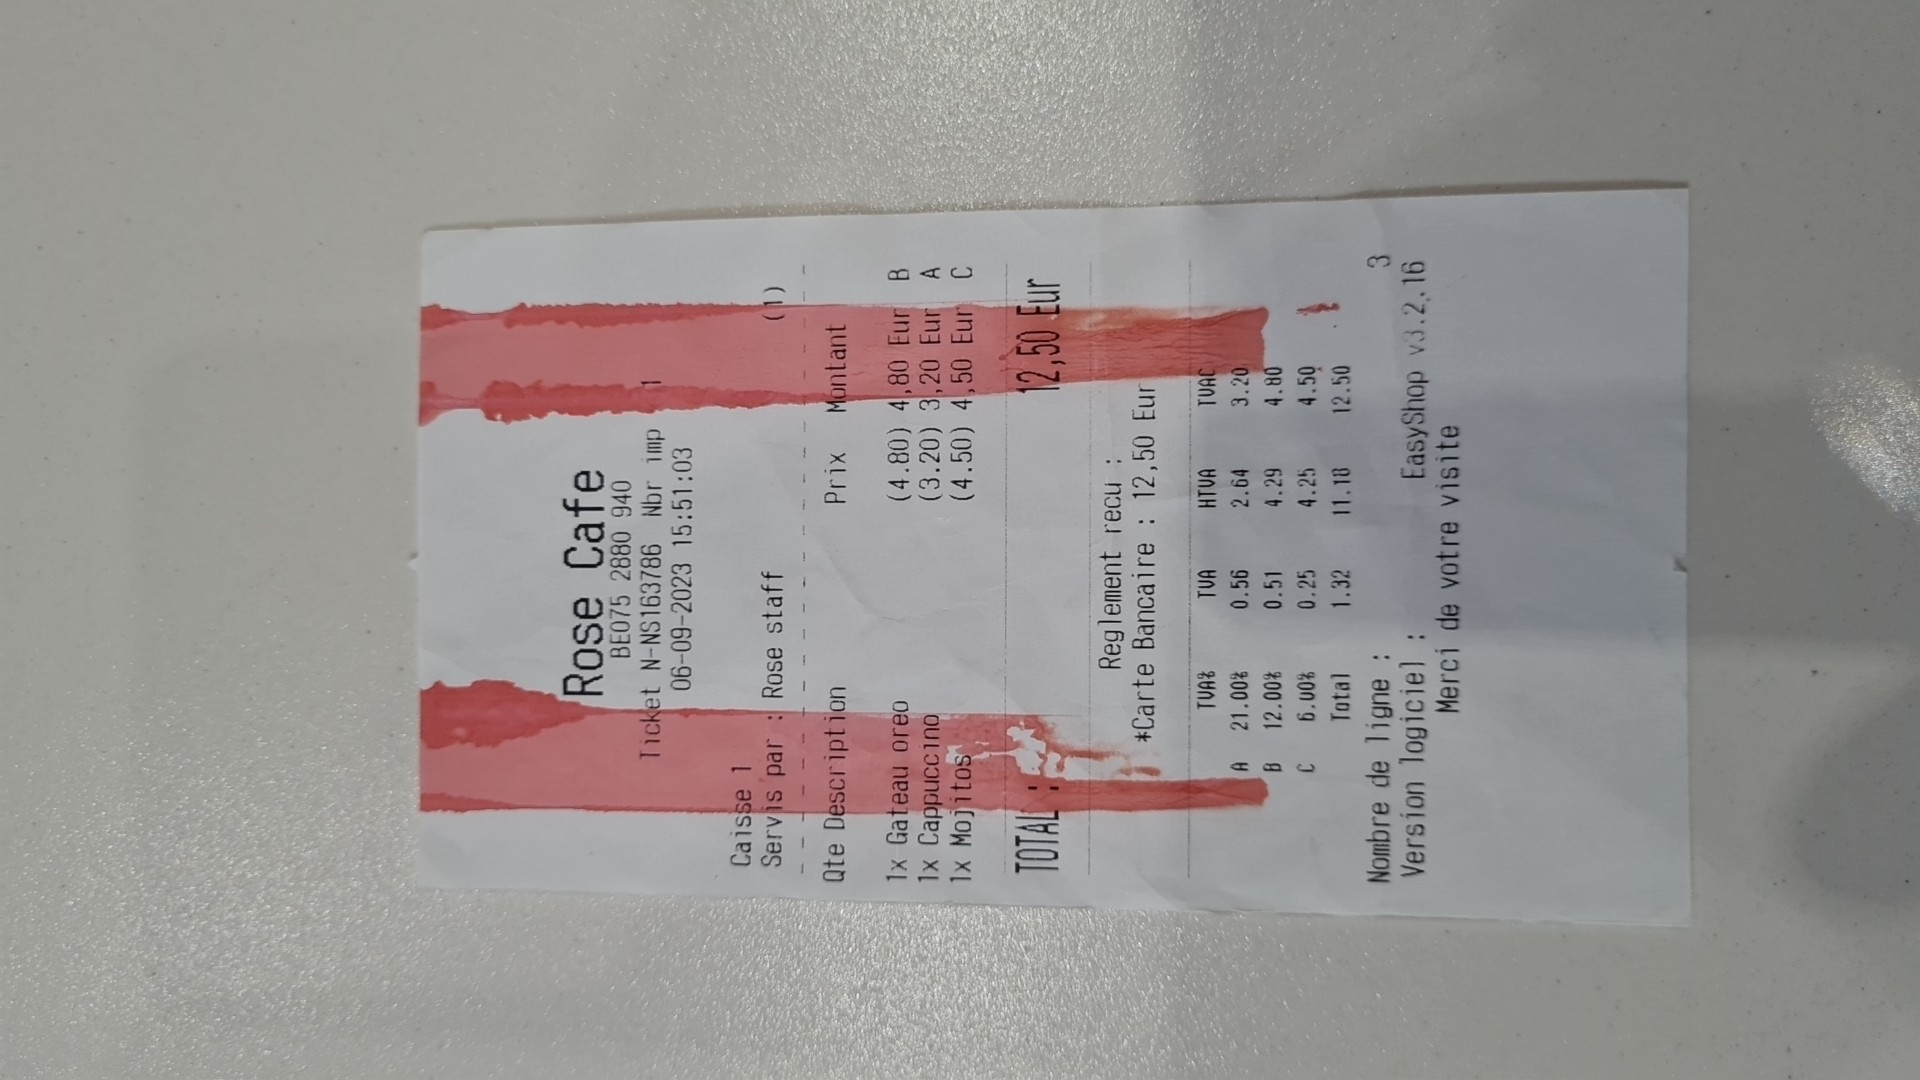 Rose Cafe
BE075 2880 940
Ticket N-NS163786 Nbr imp 1
06-09-2023 15:51:03
Caisse 1
Servis par : Rose staff (1)
Qte Description Prix Montant
1x Gateau oreo (4.80) 4,80 Eur B
1x Cappuccino (3.20) 3,20 Eur A
1x Mojitos (4.50) 4,50 Eur C
TOTAL : 12,50 Eur
Reglement recu :
*Carte Bancaire : 12,50 Eur
TVA% TVA HTVA TVAC
A 21.00% 0.56 2.64 3.20
B 12.00% 0.51 4.29 4.80
C 6.00% 0.25 4.25 4.50
Total 1.32 11.18 12.50
Nombre de ligne : 3
Version logiciel : EasyShop v3.2.16
Merci de votre visite